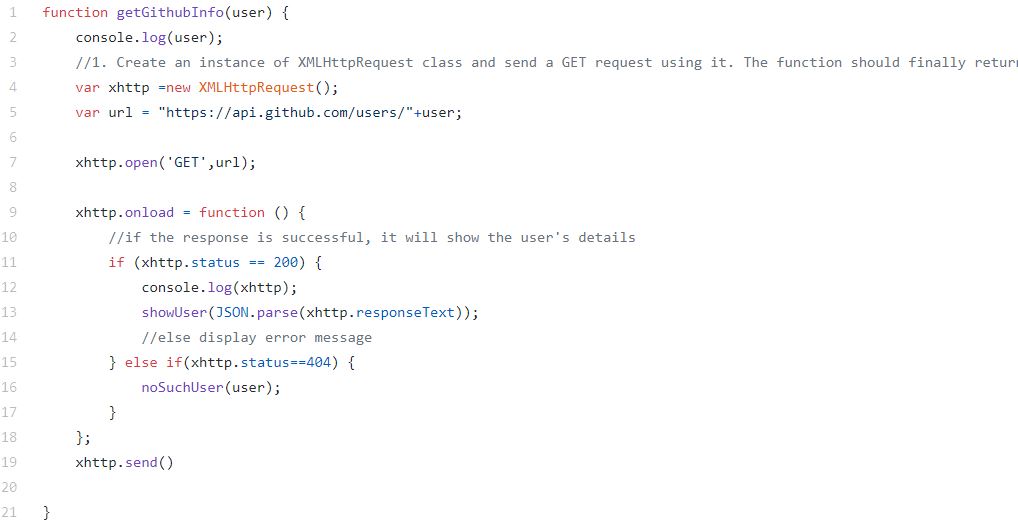 1 function getGithubInfo(user) {
2 console.log(user);
3 //1. Create an instance of XMLHttpRequest class and send a GET request using it. The function should finally
4 var xhttp =new XMLHttpRequest();
5 var url = "https://api.github.com/users/"+user;
6
7 xhttp.open('GET',url);
8
9 xhttp.onload = function () {
10 //if the response is successful, it will show the user's details
11 if (xhttp.status == 200) {
12 console.log(xhttp);
13 showUser(JSON.parse(xhttp.responseText));
14 //else display error message
15 } else if(xhttp.status==404) {
16 noSuchUser(user);
17 }
18 };
19 xhttp.send()
20
21 }